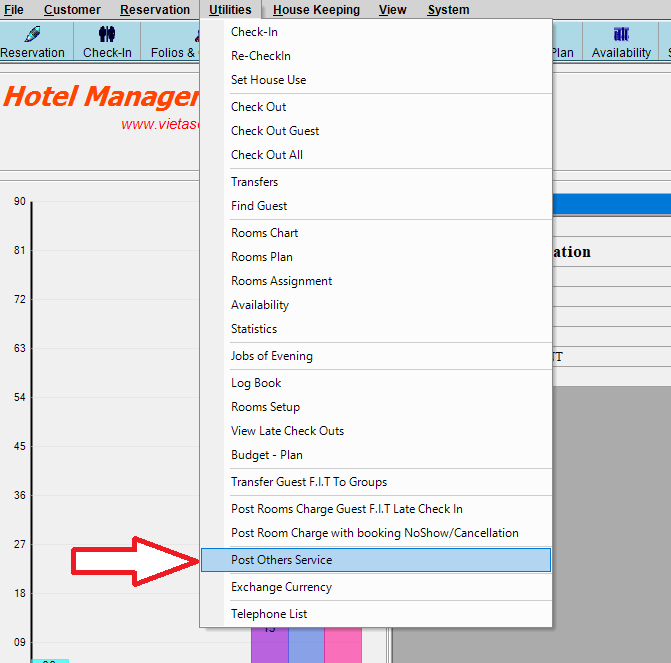 File Customer Reservation Utilities House Keeping View System
Reservation Check-In Folios & Plan Availability
Hotel Manager
www.vietas
Check-In
Re-CheckIn
Set House Use
Check Out
Check Out Guest
Check Out All
Transfers
Find Guest
Rooms Chart
Rooms Plan
Rooms Assignment
Availability
Statistics
Jobs of Evening
Log Book
Rooms Setup
View Late Check Outs
Budget - Plan
Transfer Guest F.I.T To Groups
Post Rooms Charge Guest F.I.T Late Check In
Post Room Charge with booking NoShow/Cancellation
Post Others Service
Exchange Currency
Telephone List
ation
90
81
72
63
54
45
36
27
18
09